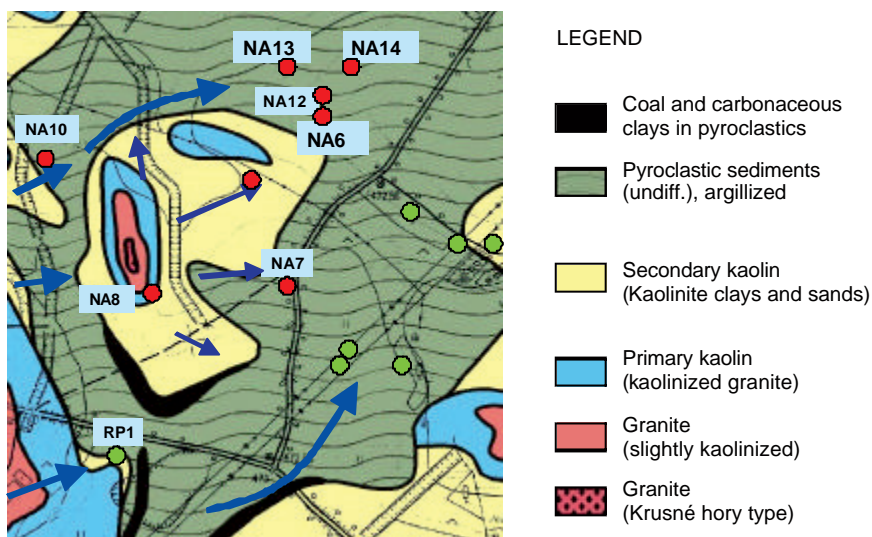 NA13 NA14
NA12
NA6
NA10
NA7
NA8
RP1
LEGEND
Coal and carbonaceous
clays in pyroclastics
Pyroclastic sediments
(undiff.), argillized
Secondary kaolin
(Kaolinite clays and sands)
Primary kaolin
(kaolinized granite)
Granite
(slightly kaolinized)
Granite
(Krusné hory type)